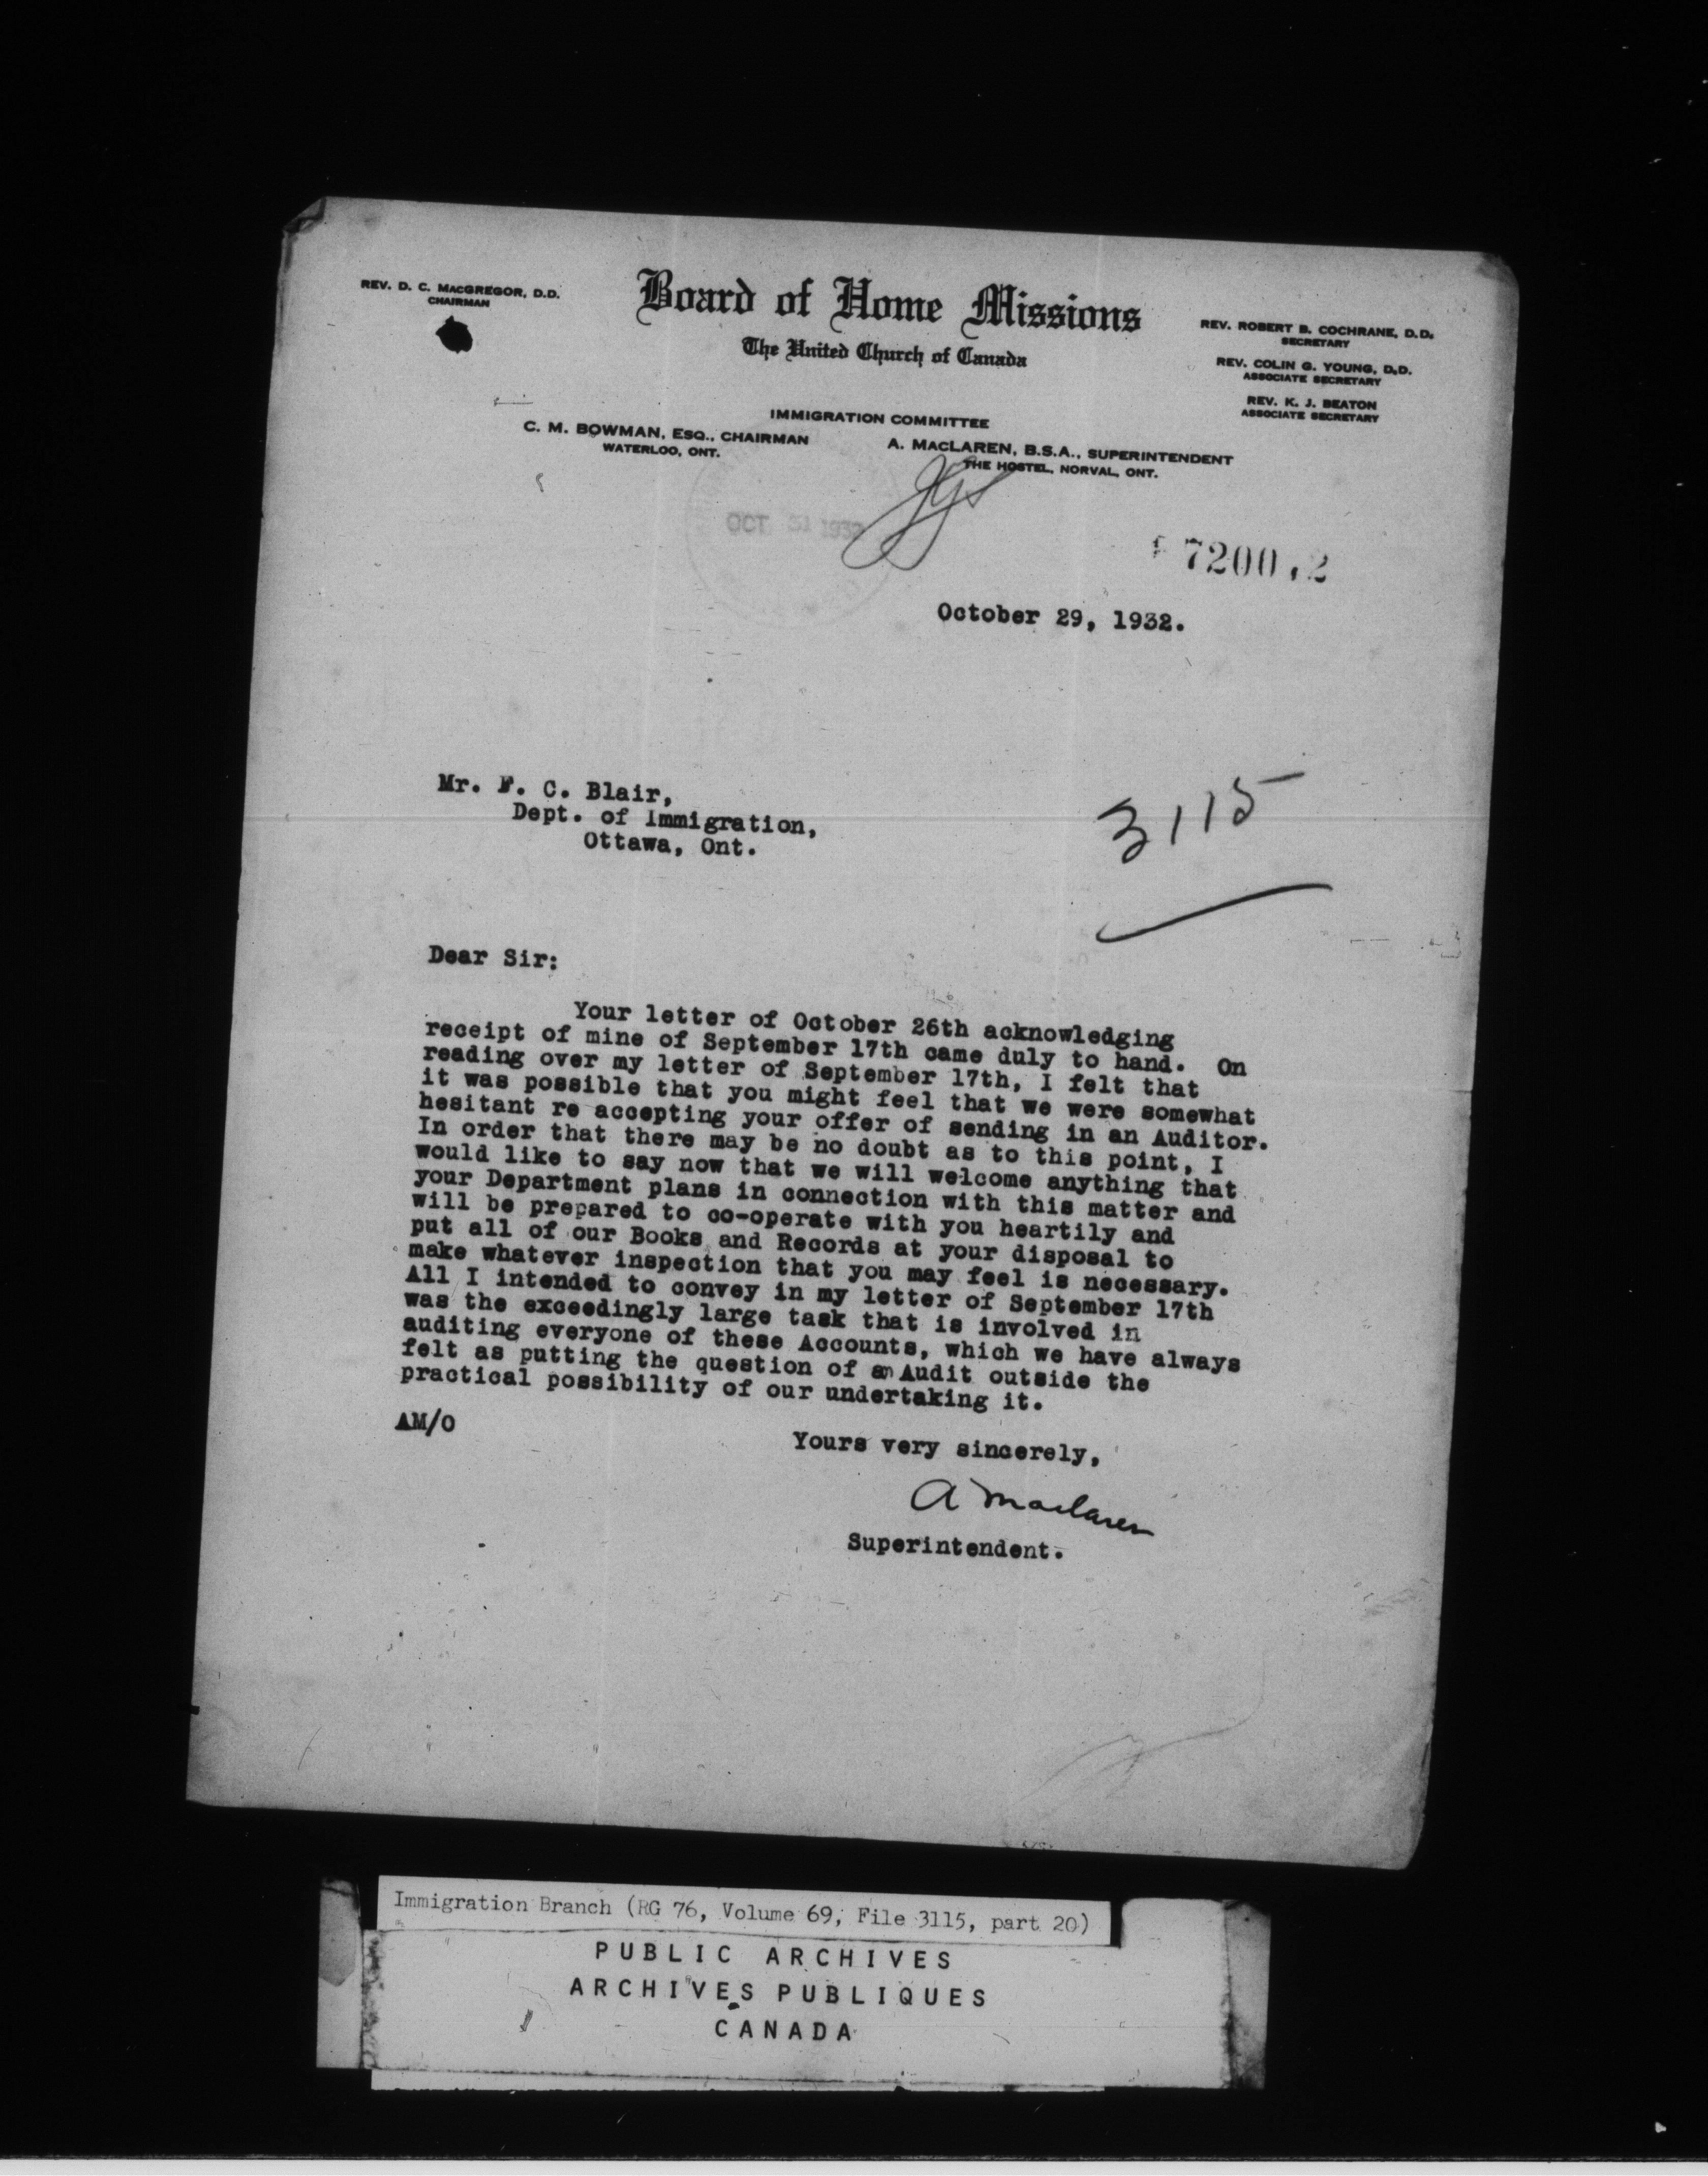 REV. D. C. MACGREGOR, D.D.
CHAIRMAN
Board of Home Missions
The United Church of Canada
REV. ROBERT B. COCHRANE, D.D.
SECRETARY
REV. COLIN G. YOUNG, D.D.
ASSOCIATE SECRETARY
REV. K. J. BEATON
ASSOCIATE SECRETARY
IMMIGRATION COMMITTEE
C. M. BOWMAN, ESQ., CHAIRMAN
WATERLOO, ONT.
A. MACLAREN, B.S.A., SUPERINTENDENT
THE HOSTEL, NORVAL, ONT.
OCT 31 1932
7200.2
October 29, 1932.
Mr. F. C. Blair,
Dept. of Immigration,
Ottawa, Ont.
3115
Dear Sir:
Your letter of October 26th acknowledging
receipt of mine of September 17th came duly to hand. On
reading over my letter of September 17th, I felt that
it was possible that you might feel that we were somewhat
hesitant re accepting your offer of sending in an Auditor.
In order that there may be no doubt as to this point, I
would like to say now that we will welcome anything that
your Department plans in connection with this matter and
will be prepared to co-operate with you heartily and
put all of our Books and Records at your disposal to
make whatever inspection that you may feel is necessary.
All I intended to convey in my letter of September 17th
was the exceedingly large task that is involved in
auditing everyone of these Accounts, which we have always
felt as putting the question of an Audit outside the
practical possibility of our undertaking it.
AM/O
Yours very sincerely,
A Maclaren
Superintendent.
Immigration Branch (RG 76, Volume 69, File 3115, part 20)
PUBLIC ARCHIVES
ARCHIVES PUBLIQUES
CANADA